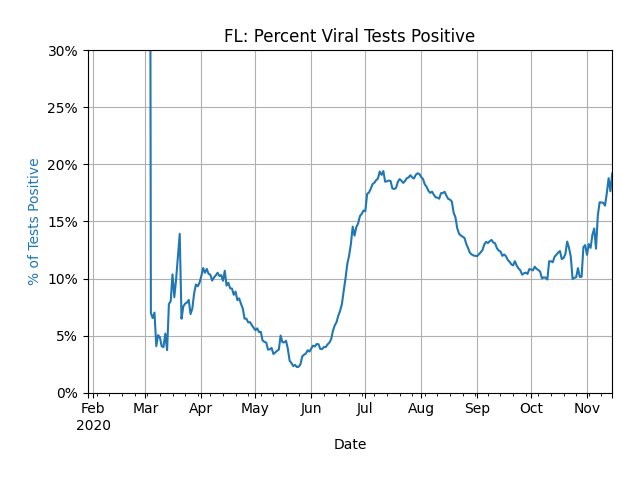 FL: Percent Viral Tests Positive
30%
25%
20%
15%
10%
5%
0%
% of Tests Positive
Feb Mar Apr May Jun Jul Aug Sep Oct Nov
2020
Date